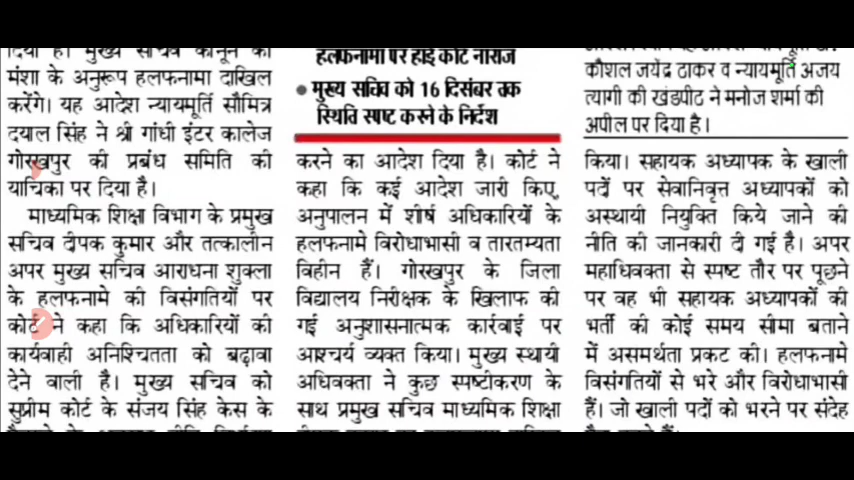 दिया है। मुख्य सचिव कानून की
मंशा के अनुरूप हलफनामा दाखिल
करेंगे। यह आदेश न्यायमूर्ति सौमित्र
दयाल सिंह ने श्री गांधी इंटर कालेज
गोरखपुर की प्रबंध समिति की
याचिका पर दिया है।
माध्यमिक शिक्षा विभाग के प्रमुख
सचिव दीपक कुमार और तत्कालीन
अपर मुख्य सचिव आराधना शुक्ला
के हलफनामे की विसंगतियों पर
कोर्ट ने कहा कि अधिकारियों की
कार्यवाही अनिश्चितता को बढ़ावा
देने वाली है। मुख्य सचिव को
सुप्रीम कोर्ट के संजय सिंह केस के
हलफनामा पर हाई कोर्ट नाराज
● मुख्य सचिव को 16 दिसंबर तक
स्थिति स्पष्ट करने के निर्देश
करने का आदेश दिया है। कोर्ट ने
कहा कि कई आदेश जारी किए,
अनुपालन में शीर्ष अधिकारियों के
हलफनामे विरोधाभासी व तारतम्यता
विहीन हैं। गोरखपुर के जिला
विद्यालय निरीक्षक के खिलाफ की
गई अनुशासनात्मक कार्रवाई पर
आश्चर्य व्यक्त किया। मुख्य स्थायी
अधिवक्ता ने कुछ स्पष्टीकरण के
साथ प्रमुख सचिव माध्यमिक शिक्षा
कौशल जयेंद्र ठाकर व न्यायमूर्ति अजय
त्यागी की खंडपीठ ने मनोज शर्मा की
अपील पर दिया है।
किया। सहायक अध्यापक के खाली
पदों पर सेवानिवृत्त अध्यापकों को
अस्थायी नियुक्ति किये जाने की
नीति की जानकारी दी गई है। अपर
महाधिवक्ता से स्पष्ट तौर पर पूछने
पर वह भी सहायक अध्यापकों की
भर्ती की कोई समय सीमा बताने
में असमर्थता प्रकट की। हलफनामे
विसंगतियों से भरे और विरोधाभासी
हैं। जो खाली पदों को भरने पर संदेह